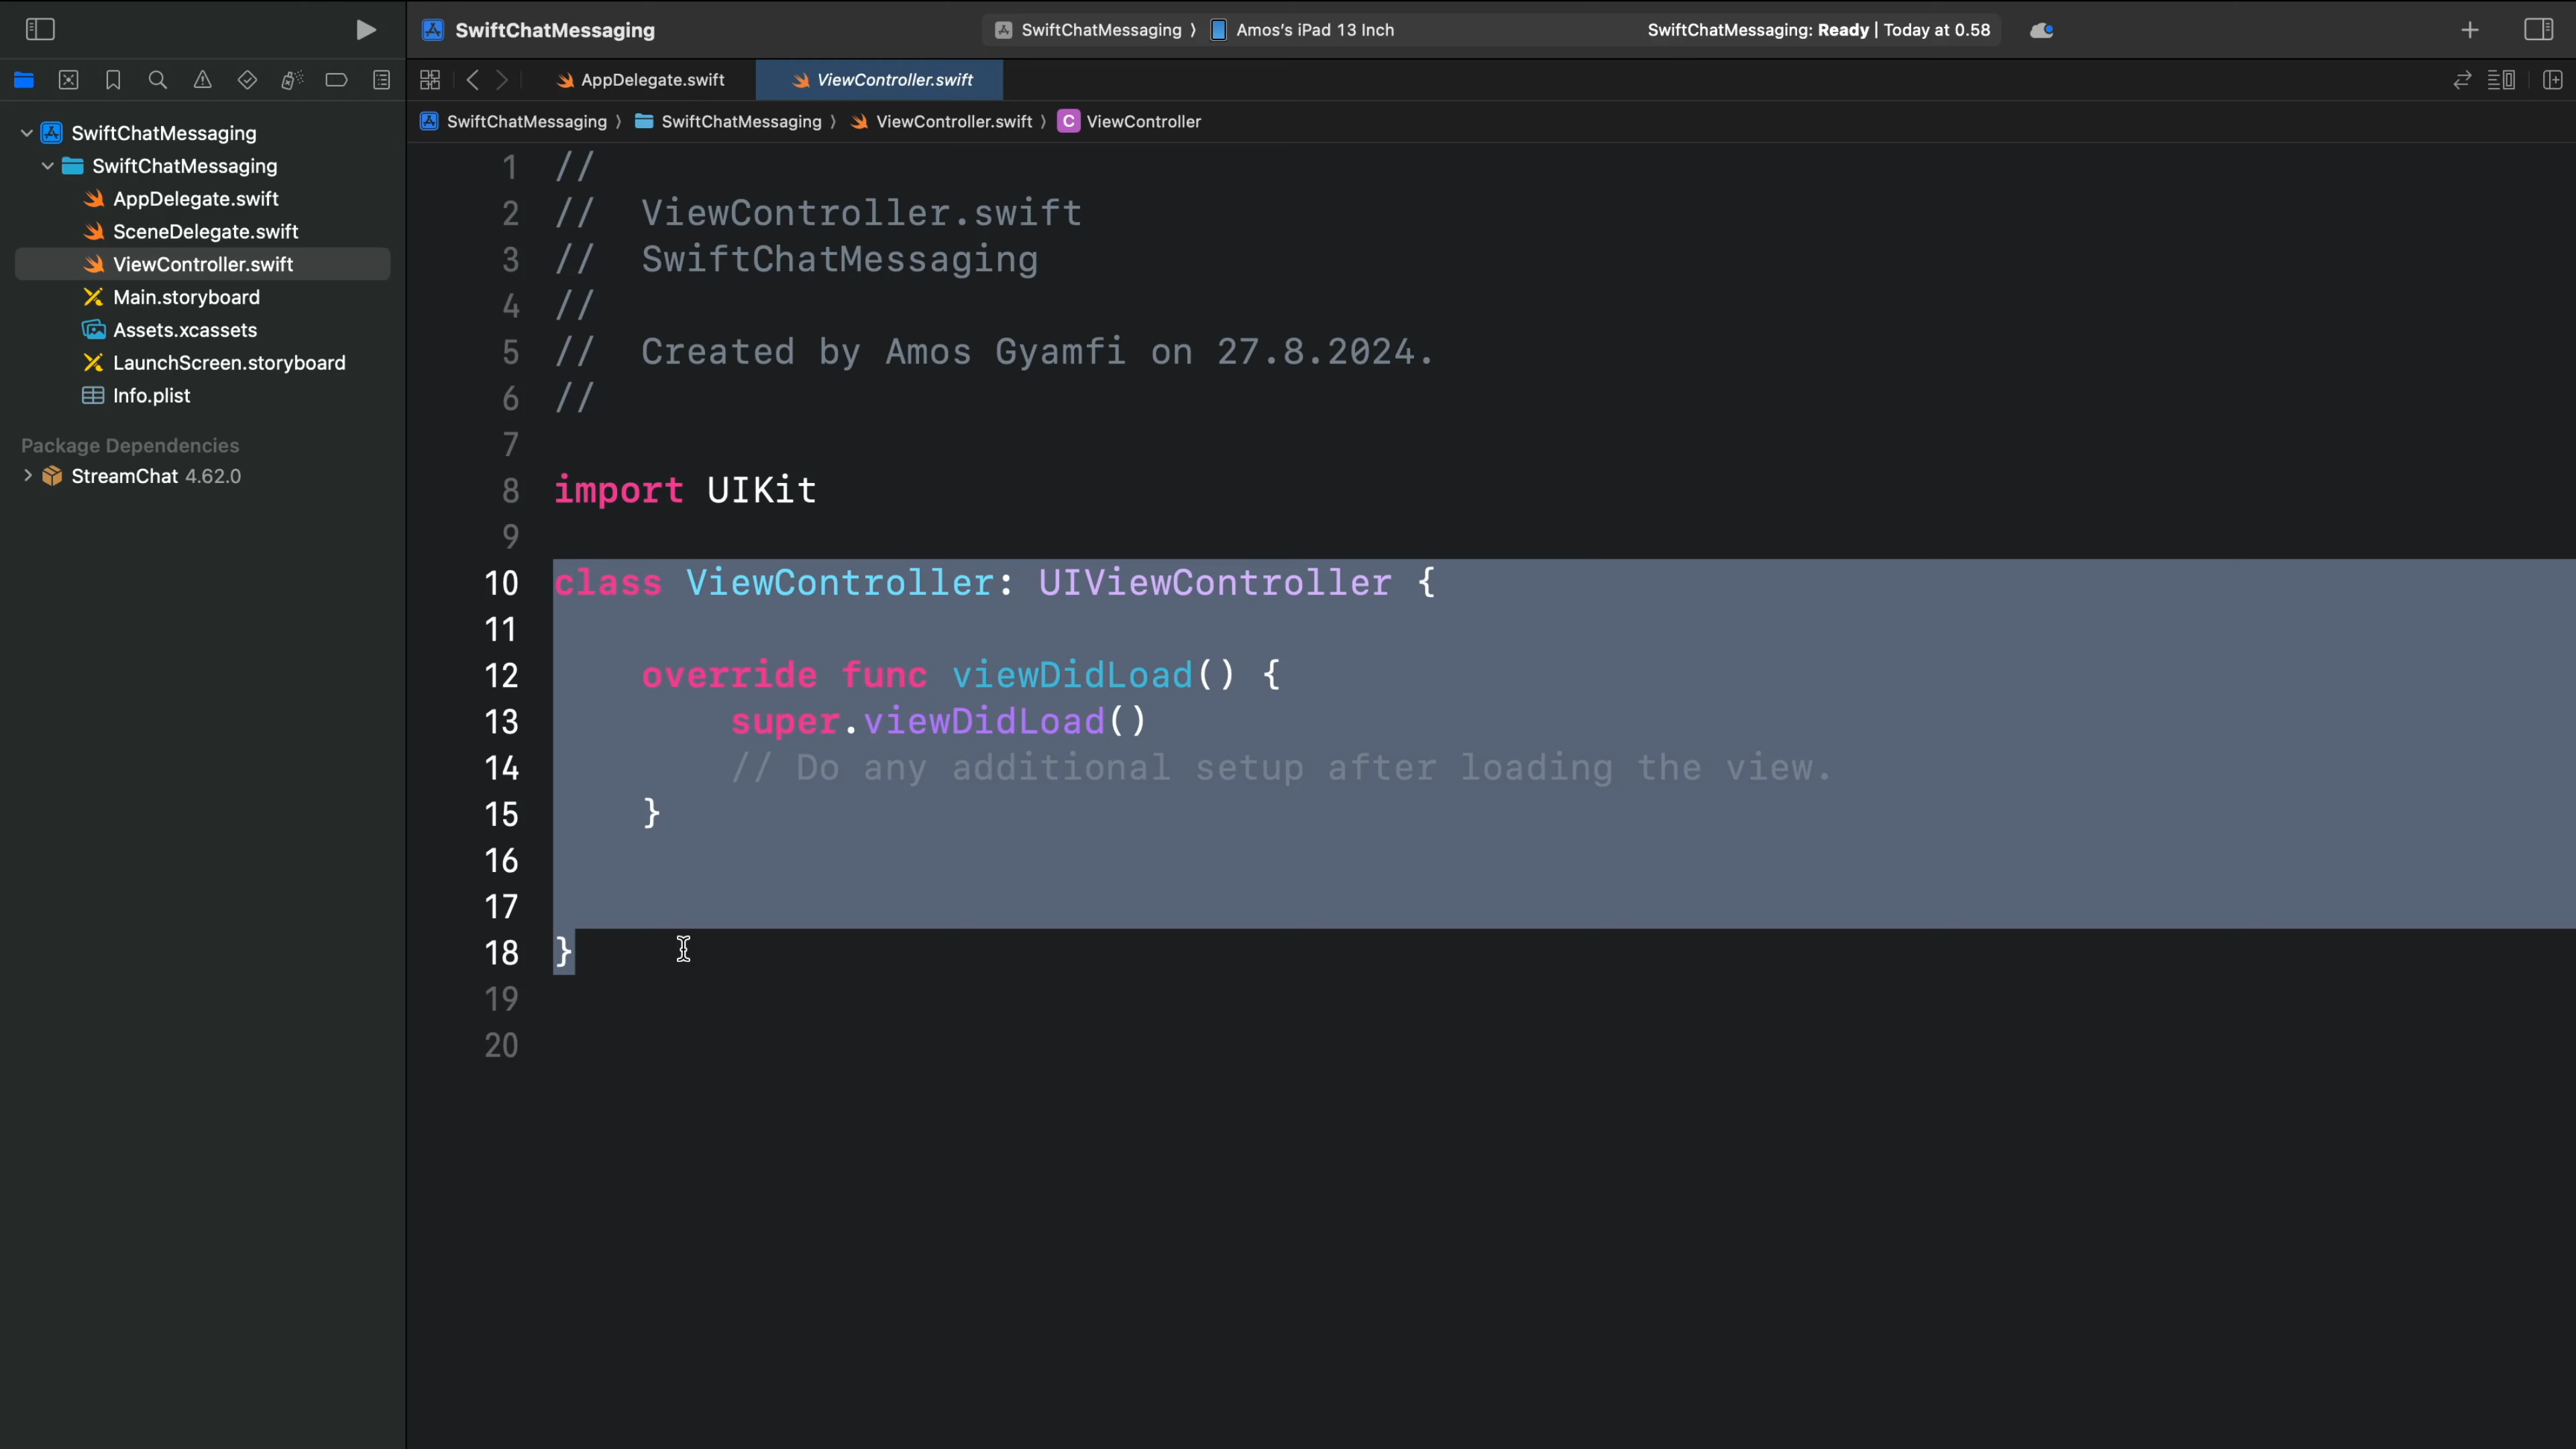 SwiftChatMessaging
SwiftChatMessaging 〉 Amos's iPad 13 Inch
SwiftChatMessaging: Ready | Today at 0.58
AppDelegate.swift
ViewController.swift
SwiftChatMessaging 〉 SwiftChatMessaging 〉 ViewController.swift 〉 C ViewController
SwiftChatMessaging
SwiftChatMessaging
AppDelegate.swift
SceneDelegate.swift
ViewController.swift
Main.storyboard
Assets.xcassets
LaunchScreen.storyboard
Info.plist
Package Dependencies
StreamChat 4.62.0
1 //
2 //  ViewController.swift
3 //  SwiftChatMessaging
4 //
5 //  Created by Amos Gyamfi on 27.8.2024.
6 //
7
8 import UIKit
9
10 class ViewController: UIViewController {
11
12     override func viewDidLoad() {
13         super.viewDidLoad()
14         // Do any additional setup after loading the view.
15     }
16
17
18 }
19
20